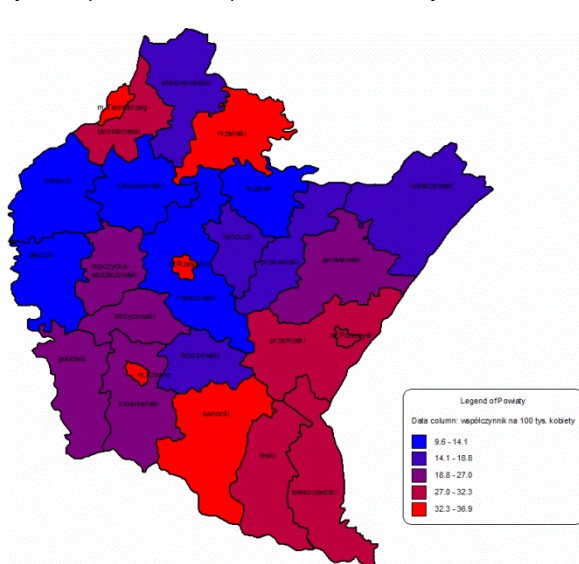 stalowowolski
m. Tarnobrzeg
tarnobrzeski
niżański
mielecki
kolbuszowski
leżajski
lubaczowski
dębicki
ropczycko-
sędziszowski
m. Rzeszów
łańcucki
przeworski
jarosławski
rzeszowski
strzyżowski
przemyski
m. Przemyśl
jasielski
m. Krosno
brzozowski
krośnieński
sanocki
leski
bieszczadzki
Legend of Powiaty
Data column: współczynnik na 100 tys. kobiety
9.6 - 14.1
14.1 - 18.8
18.8 - 27.0
27.0 - 32.3
32.3 - 36.9